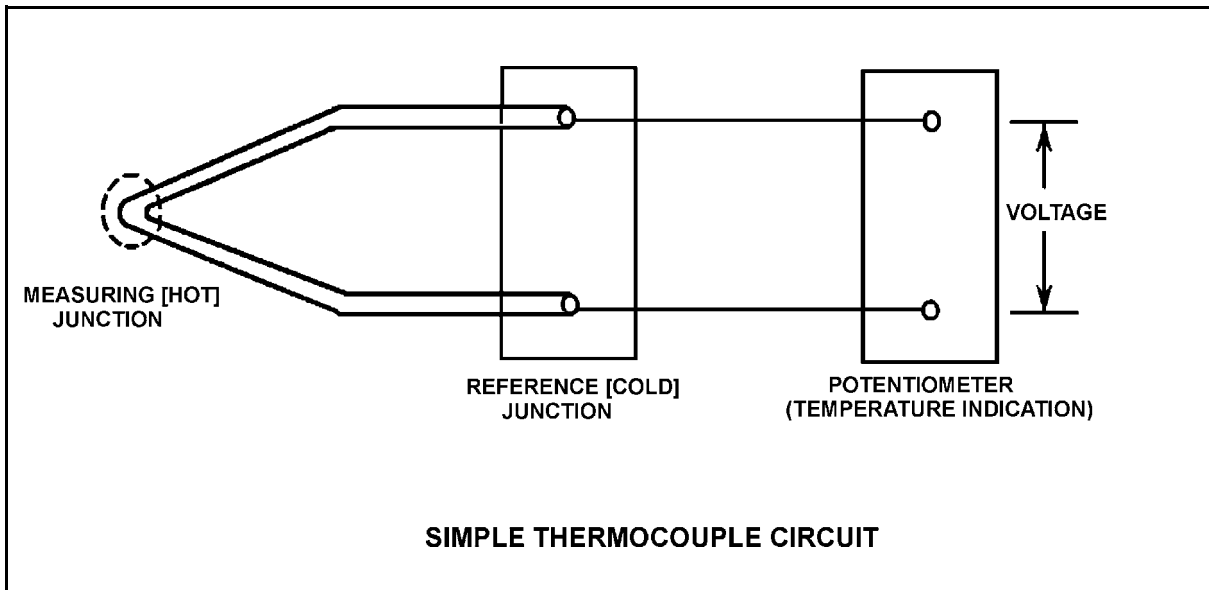 VOLTAGE
MEASURING [HOT]
JUNCTION
REFERENCE [COLD]
JUNCTION
POTENTIOMETER
(TEMPERATURE INDICATION)
SIMPLE THERMOCOUPLE CIRCUIT